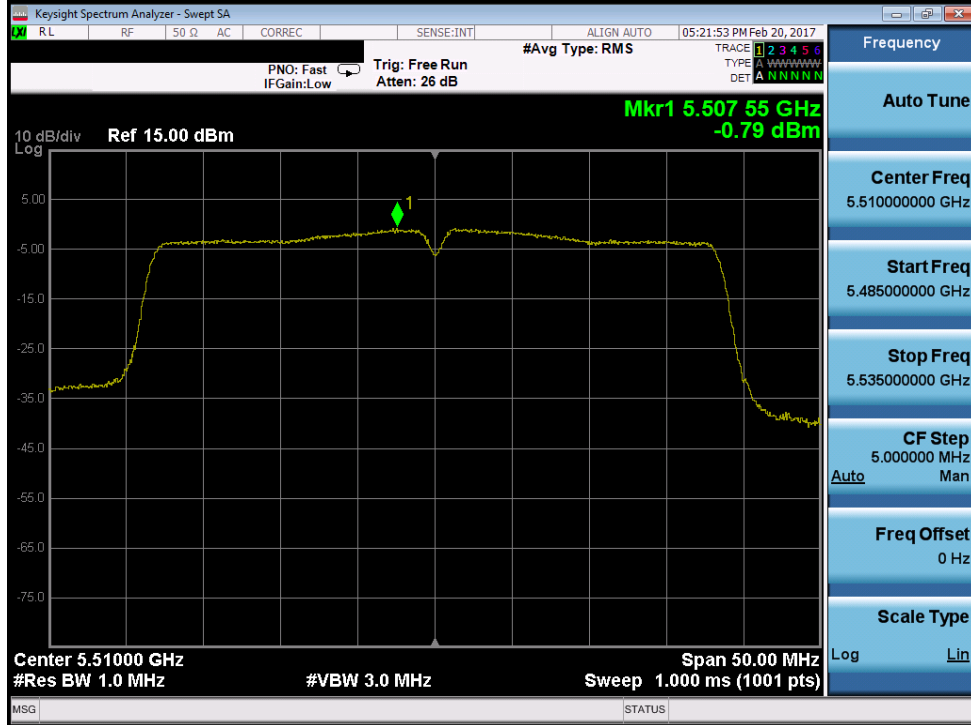 Keysight Spectrum Analyzer - Swept SA
LXI RL RF 50 Ω AC CORREC SENSE:INT ALIGN AUTO 05:21:53 PM Feb 20, 2017
#Avg Type: RMS TRACE 1 2 3 4 5 6
PNO: Fast Trig: Free Run TYPE A WWWWW
IFGain:Low Atten: 26 dB DET A N N N N N
Mkr1 5.507 55 GHz
-0.79 dBm
10 dB/div Ref 15.00 dBm
Log
1
5.00
-5.00
-15.0
-25.0
-35.0
-45.0
-55.0
-65.0
-75.0
Center 5.51000 GHz Span 50.00 MHz
#Res BW 1.0 MHz #VBW 3.0 MHz Sweep 1.000 ms (1001 pts)
MSG STATUS
Frequency
Auto Tune
Center Freq
5.510000000 GHz
Start Freq
5.485000000 GHz
Stop Freq
5.535000000 GHz
CF Step
5.000000 MHz
Auto Man
Freq Offset
0 Hz
Scale Type
Log Lin